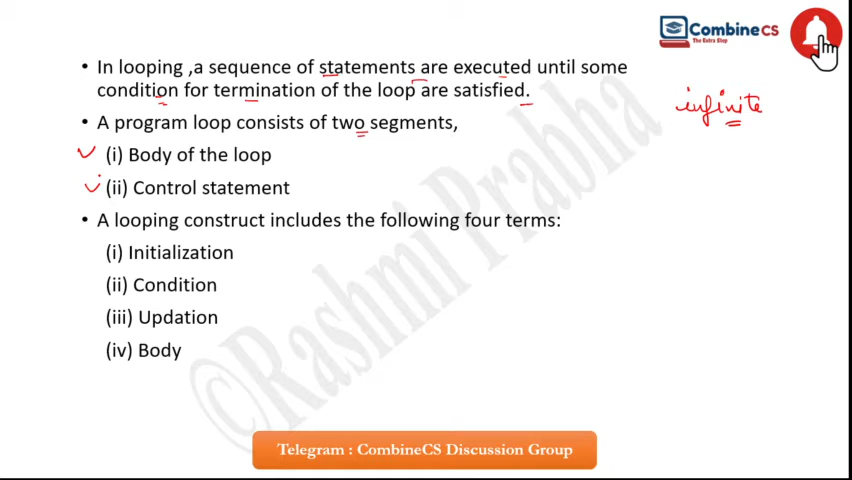 CombineCS
The Extra Step
• In looping ,a sequence of statements are executed until some
condition for termination of the loop are satisfied.
infinite
• A program loop consists of two segments,
(i) Body of the loop
(ii) Control statement
• A looping construct includes the following four terms:
(i) Initialization
(ii) Condition
(iii) Updation
(iv) Body
©Rashmi Prabha
Telegram : CombineCS Discussion Group